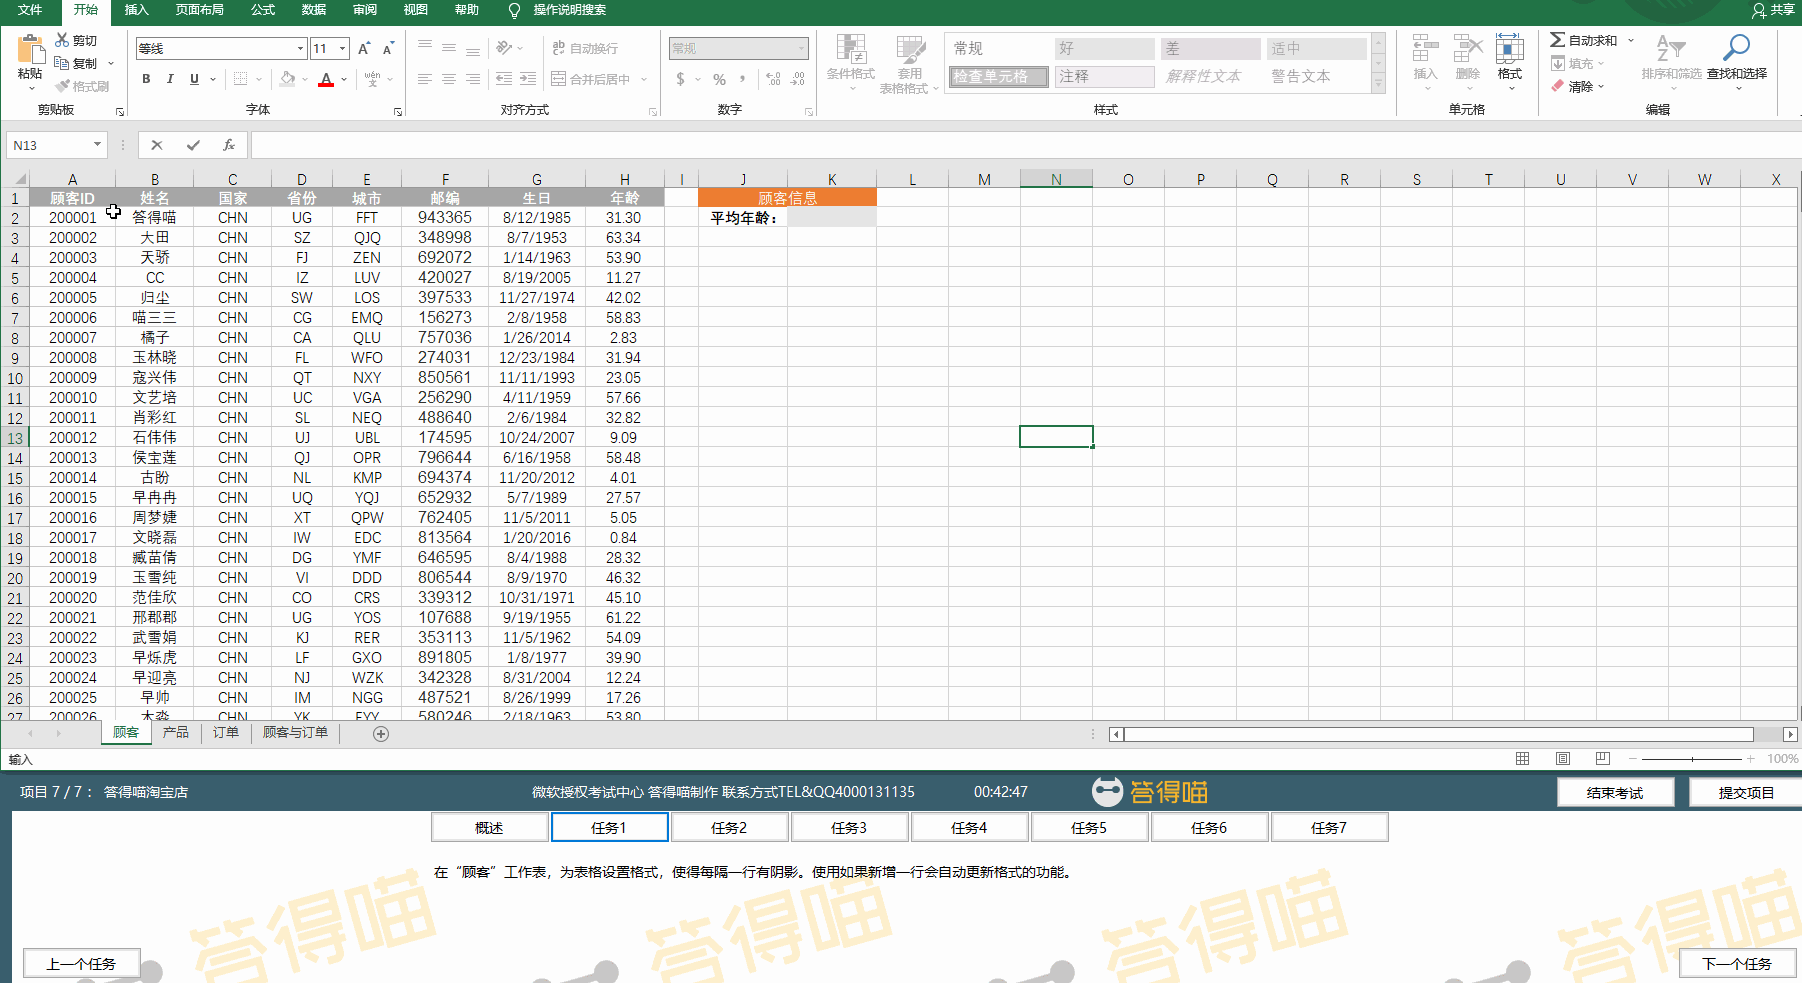 文件 开始 插入 页面布局 公式 数据 审阅 视图 帮助 操作说明搜索 共享
剪切 等线 11 A A ab 自动换行 常规 常规 好 差 适中 自动求和
粘贴 复制 条件格式 套用 表格格式 插入 删除 格式 填充 排序和筛选 查找和选择
格式刷 B I U A wén 文 合并后居中 $ % , 检查单元格 注释 解释性文本 警告文本 清除
剪贴板 字体 对齐方式 数字 样式 单元格 编辑
N13 fx
A B C D E F G H I J K L M N O P Q R S T U V W X
1 顾客ID 姓名 国家 省份 城市 邮编 生日 年龄 顾客信息
2 200001 答得喵 CHN UG FFT 943365 8/12/1985 31.30 平均年龄：
3 200002 大田 CHN SZ QJQ 348998 8/7/1953 63.34
4 200003 天骄 CHN FJ ZEN 692072 1/14/1963 53.90
5 200004 CC CHN IZ LUV 420027 8/19/2005 11.27
6 200005 归尘 CHN SW LOS 397533 11/27/1974 42.02
7 200006 喵三三 CHN CG EMQ 156273 2/8/1958 58.83
8 200007 橘子 CHN CA QLU 757036 1/26/2014 2.83
9 200008 玉林晓 CHN FL WFO 274031 12/23/1984 31.94
10 200009 寇兴伟 CHN QT NXY 850561 11/11/1993 23.05
11 200010 文艺培 CHN UC VGA 256290 4/11/1959 57.66
12 200011 肖彩红 CHN SL NEQ 488640 2/6/1984 32.82
13 200012 石伟伟 CHN UJ UBL 174595 10/24/2007 9.09
14 200013 侯宝莲 CHN QJ OPR 796644 6/16/1958 58.48
15 200014 古盼 CHN NL KMP 694374 11/20/2012 4.01
16 200015 早冉冉 CHN UQ YQJ 652932 5/7/1989 27.57
17 200016 周梦婕 CHN XT QPW 762405 11/5/2011 5.05
18 200017 文晓磊 CHN IW EDC 813564 1/20/2016 0.84
19 200018 臧苗倩 CHN DG YMF 646595 8/4/1988 28.32
20 200019 玉雪纯 CHN VI DDD 806544 8/9/1970 46.32
21 200020 范佳欣 CHN CO CRS 339312 10/31/1971 45.10
22 200021 邢郡郡 CHN UG YOS 107688 9/19/1955 61.22
23 200022 武雪娟 CHN KJ RER 353113 11/5/1962 54.09
24 200023 早烁虎 CHN LF GXO 891805 1/8/1977 39.90
25 200024 早迎亮 CHN NJ WZK 342328 8/31/2004 12.24
26 200025 早帅 CHN IM NGG 487521 8/26/1999 17.26
27 200026 木淼 CHN YK 580246 2/18/1963 53.80
顾客 产品 订单 顾客与订单
输入 100%
项目 7 / 7 ： 答得喵淘宝店 微软授权考试中心 答得喵制作 联系方式TEL&QQ4000131135 00:42:47 答得喵 结束考试 提交项目
概述 任务1 任务2 任务3 任务4 任务5 任务6 任务7
在“顾客”工作表，为表格设置格式，使得每隔一行有阴影。使用如果新增一行会自动更新格式的功能。
答得喵 答得喵 答得喵 答得喵
上一个任务 下一个任务